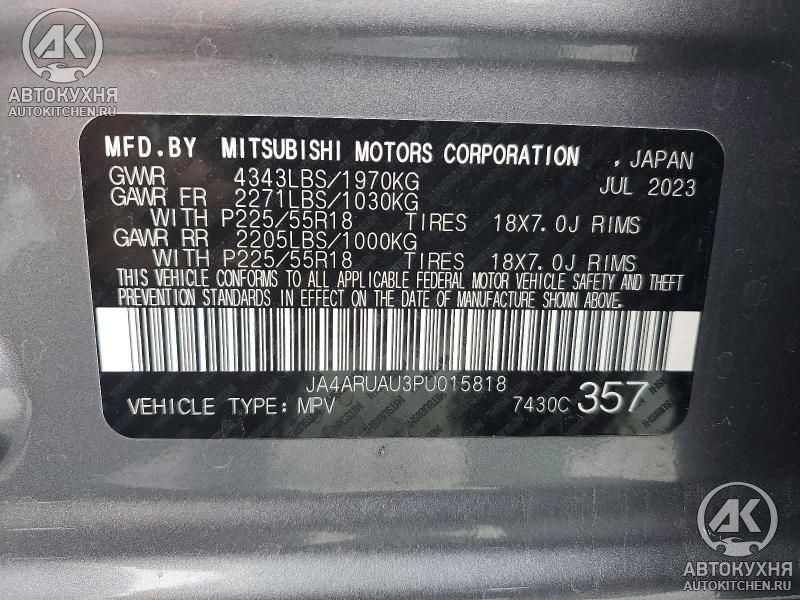 АК
АВТОКУХНЯ
AUTOKITCHEN.RU
MFD.BY MITSUBISHI MOTORS CORPORATION , JAPAN
GVWR 4343LBS/1970KG JUL 2023
GAWR FR 2271LBS/1030KG
WITH P225/55R18 TIRES 18X7.0J RIMS
GAWR RR 2205LBS/1000KG
WITH P225/55R18 TIRES 18X7.0J RIMS
THIS VEHICLE CONFORMS TO ALL APPLICABLE FEDERAL MOTOR VEHICLE SAFETY AND THEFT
PREVENTION STANDARDS IN EFFECT ON THE DATE OF MANUFACTURE SHOWN ABOVE.
JA4ARUAU3PU015818
VEHICLE TYPE: MPV 7430C 357
АК
АВТОКУХНЯ
AUTOKITCHEN.RU